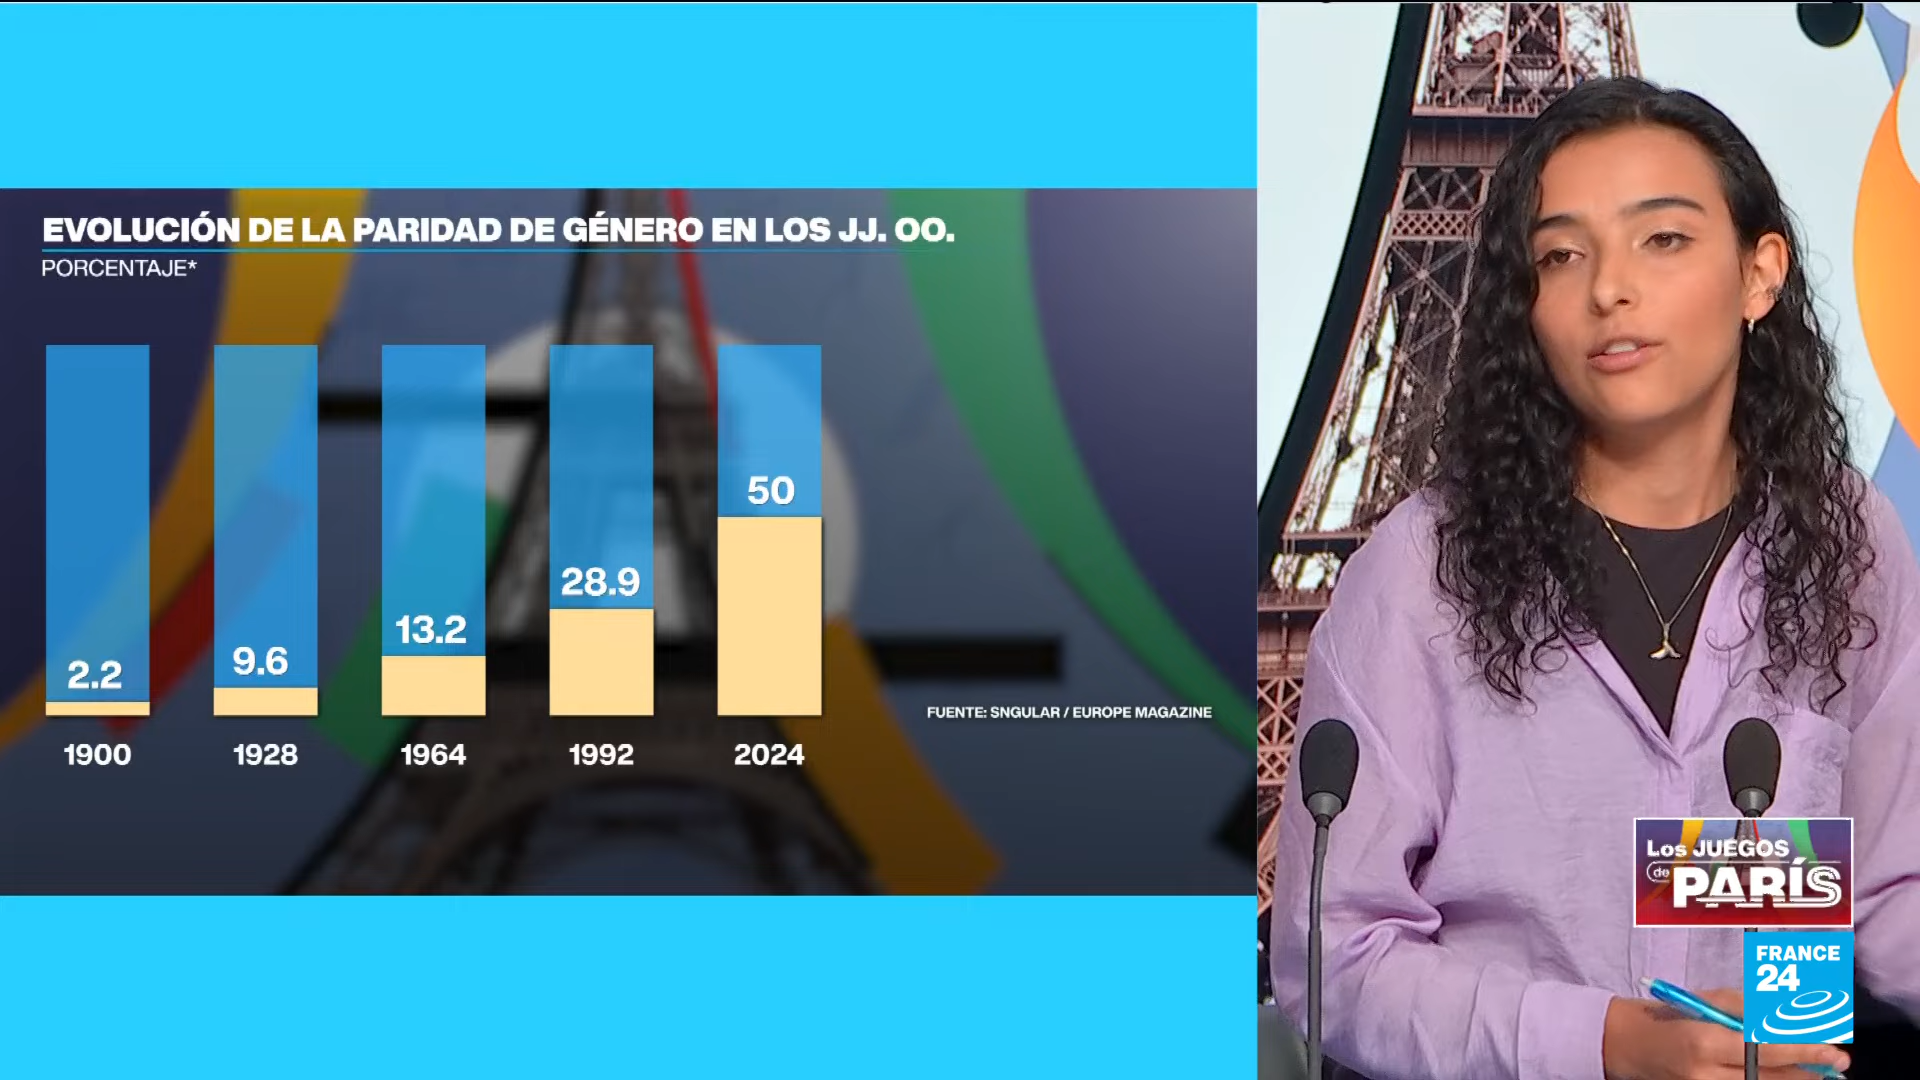 EVOLUCIÓN DE LA PARIDAD DE GÉNERO EN LOS JJ. OO.
PORCENTAJE*
2.2
9.6
13.2
28.9
50
1900
1928
1964
1992
2024
FUENTE: SNGULAR / EUROPE MAGAZINE
LOS JUEGOS
de PARÍS
FRANCE
24